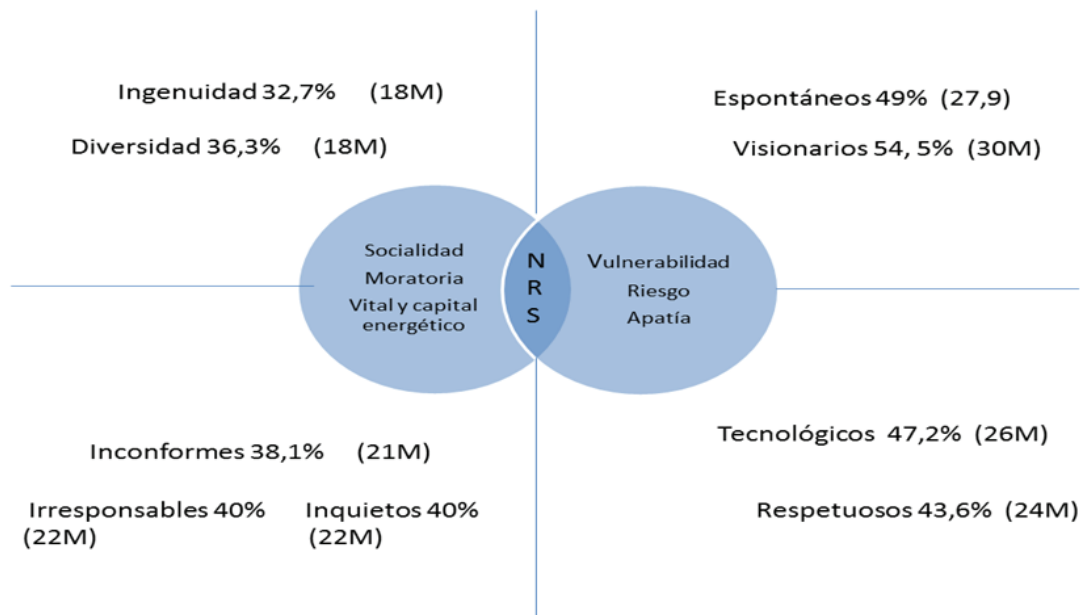 Ingenuidad 32,7% (18M)
Diversidad 36,3% (18M)
Espontáneos 49% (27,9)
Visionarios 54, 5% (30M)
Socialidad
Moratoria
Vital y capital
energético
N
R
S
Vulnerabilidad
Riesgo
Apatía
Inconformes 38,1% (21M)
Irresponsables 40%
(22M)
Inquietos 40%
(22M)
Tecnológicos 47,2% (26M)
Respetuosos 43,6% (24M)